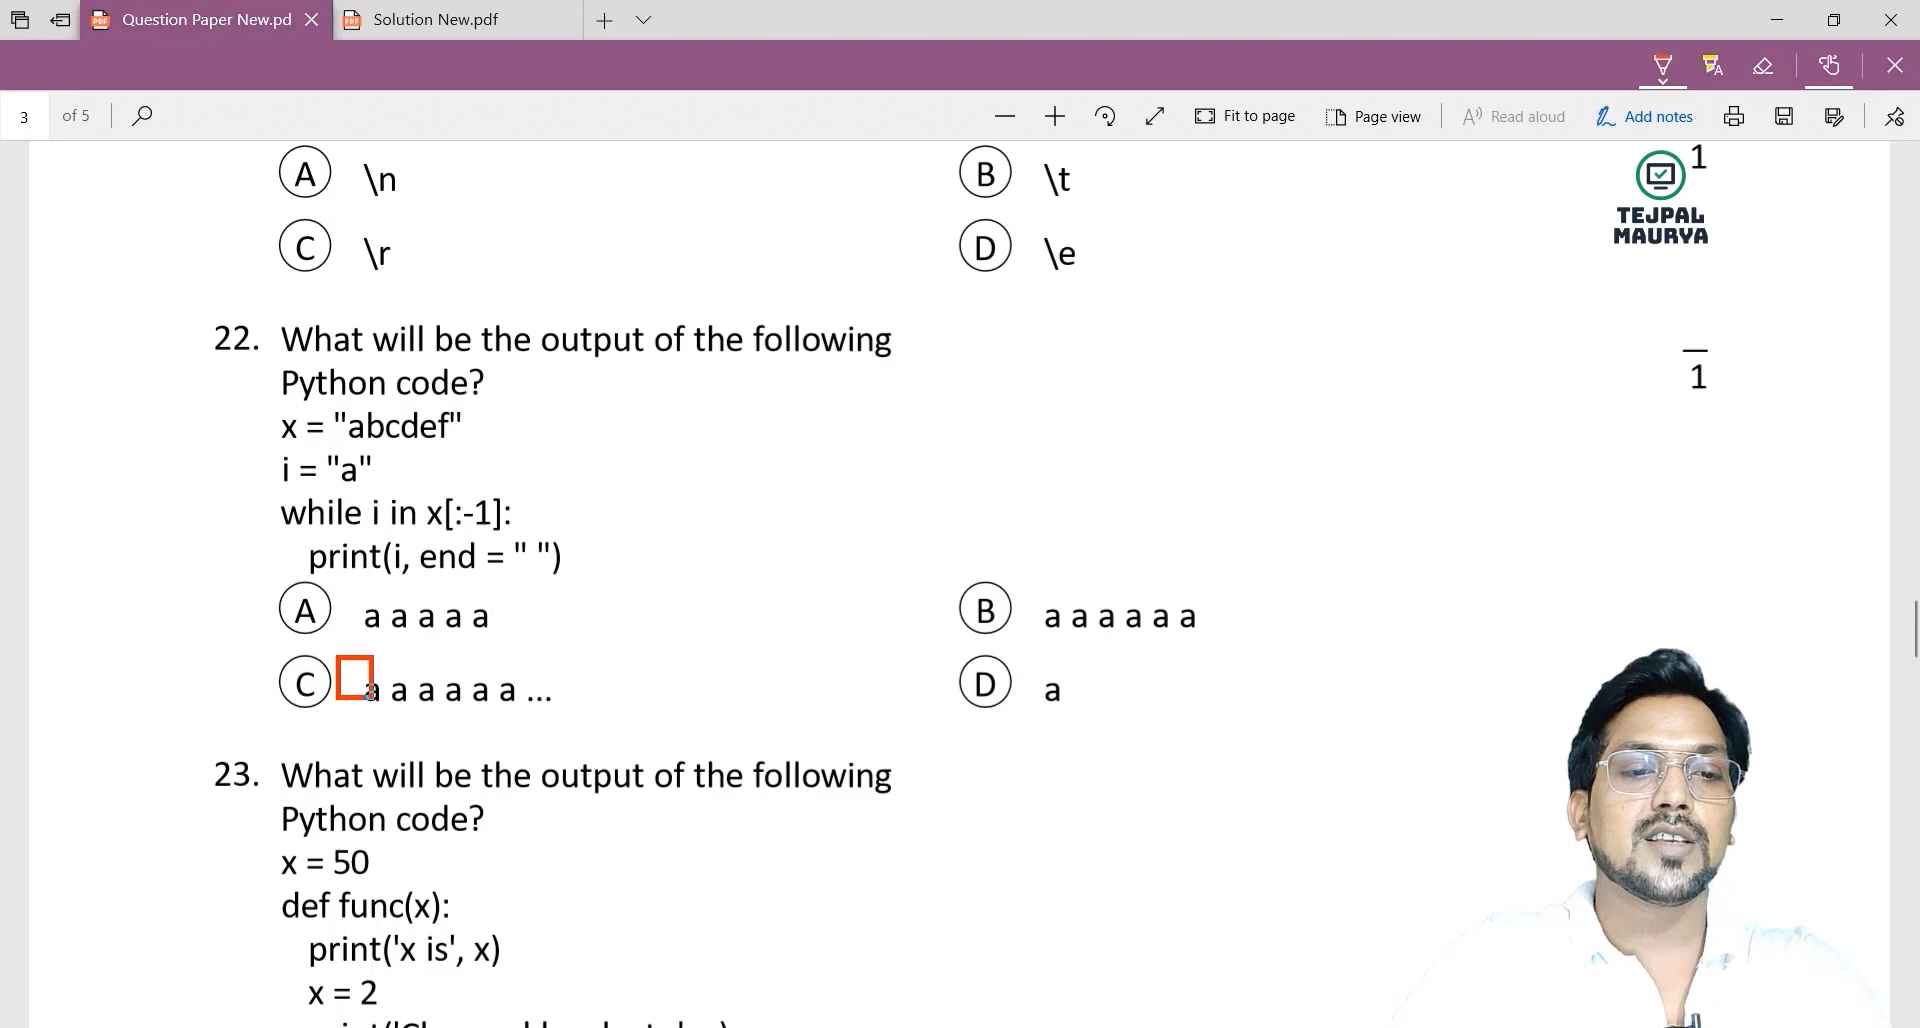 Question Paper New.pd
Solution New.pdf
3 of 5
Fit to page
Page view
Read aloud
Add notes
A \n
B \t
1
C \r
D \e
TEJPAL
MAURYA
22. What will be the output of the following
Python code?
1
x = "abcdef"
i = "a"
while i in x[:-1]:
print(i, end = " ")
A a a a a a
B a a a a a a
C a a a a a a ...
D a
23. What will be the output of the following
Python code?
x = 50
def func(x):
print('x is', x)
x = 2